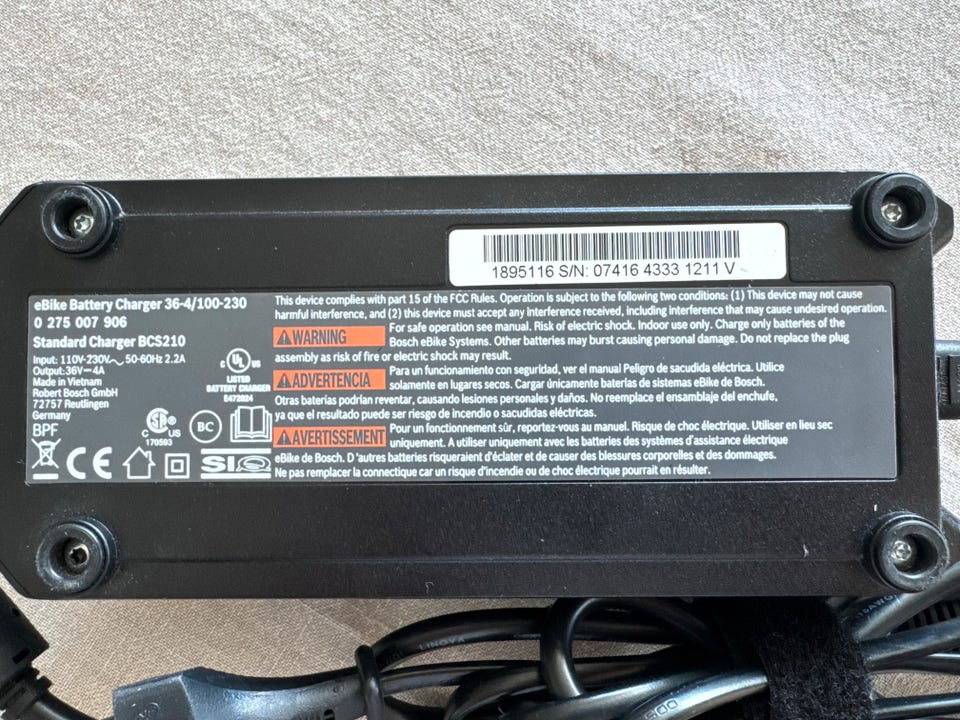 1895116 S/N: 07416 4333 1211 V
eBike Battery Charger 36-4/100-230
0 275 007 906
Standard Charger BCS210
Input: 110V-230V~, 50-60Hz 2.2A
Output:36V⎓4A
Made in Vietnam
Robert Bosch GmbH
72757 Reutlingen
Germany
BPF
C UL US
LISTED
BATTERY CHARGER
E472824
C US
170593
BC
CE
SIQ
This device complies with part 15 of the FCC Rules. Operation is subject to the following two conditions: (1) This device may not cause
harmful interference, and (2) this device must accept any interference received, including interference that may cause undesired operation.
WARNING For safe operation see manual. Risk of electric shock. Indoor use only. Charge only batteries of the
Bosch eBike Systems. Other batteries may burst causing personal damage. Do not replace the plug
assembly as risk of fire or electric shock may result.
ADVERTENCIA Para un funcionamiento con seguridad, ver el manual Peligro de sacudida eléctrica. Utilice
solamente en lugares secos. Cargar únicamente baterías de sistemas eBike de Bosch.
Otras baterías podrían reventar, causando lesiones personales y daños. No reemplace el ensamblaje del enchufe,
ya que el resultado puede ser riesgo de incendio o sacudidas eléctricas.
AVERTISSEMENT Pour un fonctionnement sûr, reportez-vous au manuel. Risque de choc électrique. Utiliser en lieu sec
uniquement. A utiliser uniquement avec les batteries des systèmes d'assistance électrique
eBike de Bosch. D 'autres batteries risqueraient d'éclater et de causer des blessures corporelles et des dommages.
Ne pas remplacer la connectique car un risque d'incendie ou de choc électrique pourrait en résulter.
LINOYA